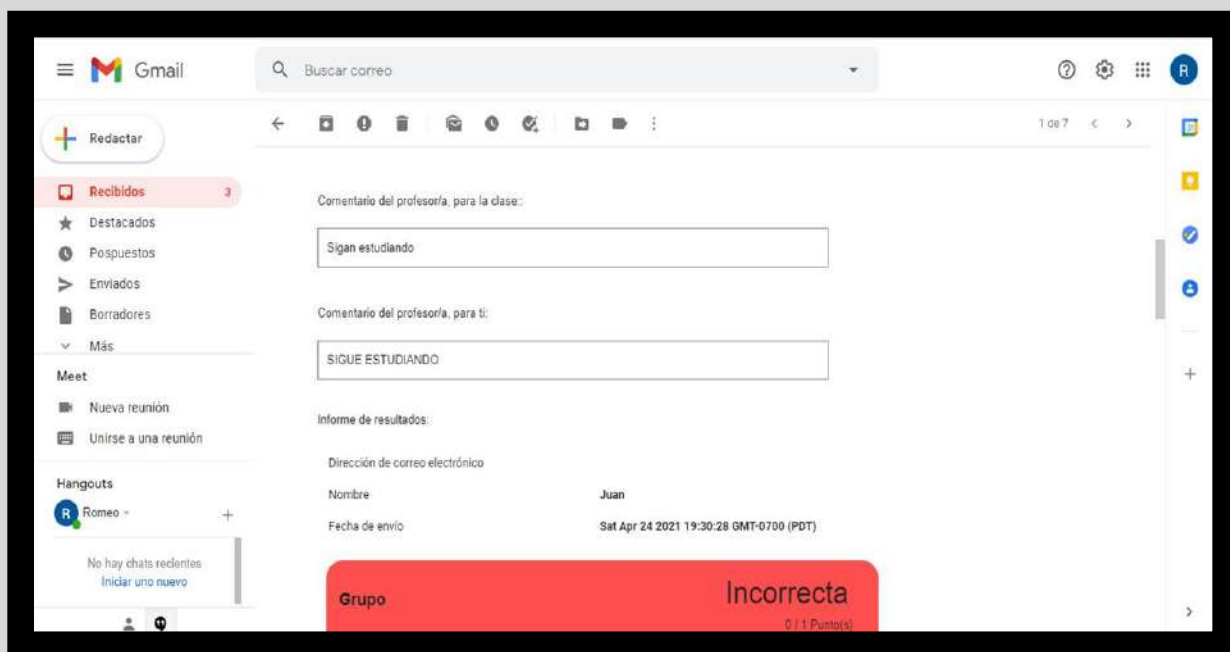 Gmail
Buscar correo
R
Redactar
1 de 7
Recibidos 3
Destacados
Pospuestos
Enviados
Borradores
Más
Meet
Nueva reunión
Unirse a una reunión
Hangouts
R Romeo
No hay chats recientes
Iniciar uno nuevo
Comentario del profesor/a, para la clase::
Sigan estudiando
Comentario del profesor/a, para ti:
SIGUE ESTUDIANDO
Informe de resultados:
Dirección de correo electrónico
Nombre Juan
Fecha de envío Sat Apr 24 2021 19:30:28 GMT-0700 (PDT)
Grupo Incorrecta
0 / 1 Punto(s)